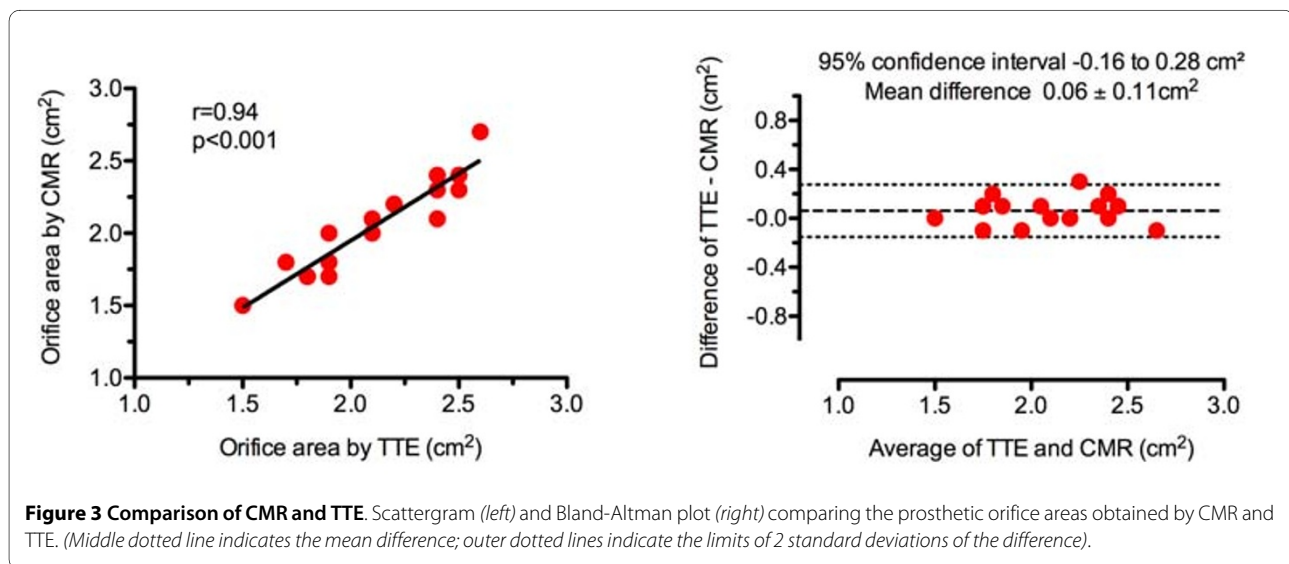 3.0
2.5
2.0
1.5
1.0
Orifice area by CMR (cm²)
r=0.94
p<0.001
1.0 1.5 2.0 2.5 3.0
Orifice area by TTE (cm²)
95% confidence interval -0.16 to 0.28 cm²
Mean difference 0.06 ± 0.11cm²
Difference of TTE - CMR (cm²)
0.8
0.4
-0.0
-0.4
-0.8
1.0 1.5 2.0 2.5 3.0
Average of TTE and CMR (cm²)
Figure 3 Comparison of CMR and TTE. Scattergram (left) and Bland-Altman plot (right) comparing the prosthetic orifice areas obtained by CMR and
TTE. (Middle dotted line indicates the mean difference; outer dotted lines indicate the limits of 2 standard deviations of the difference).